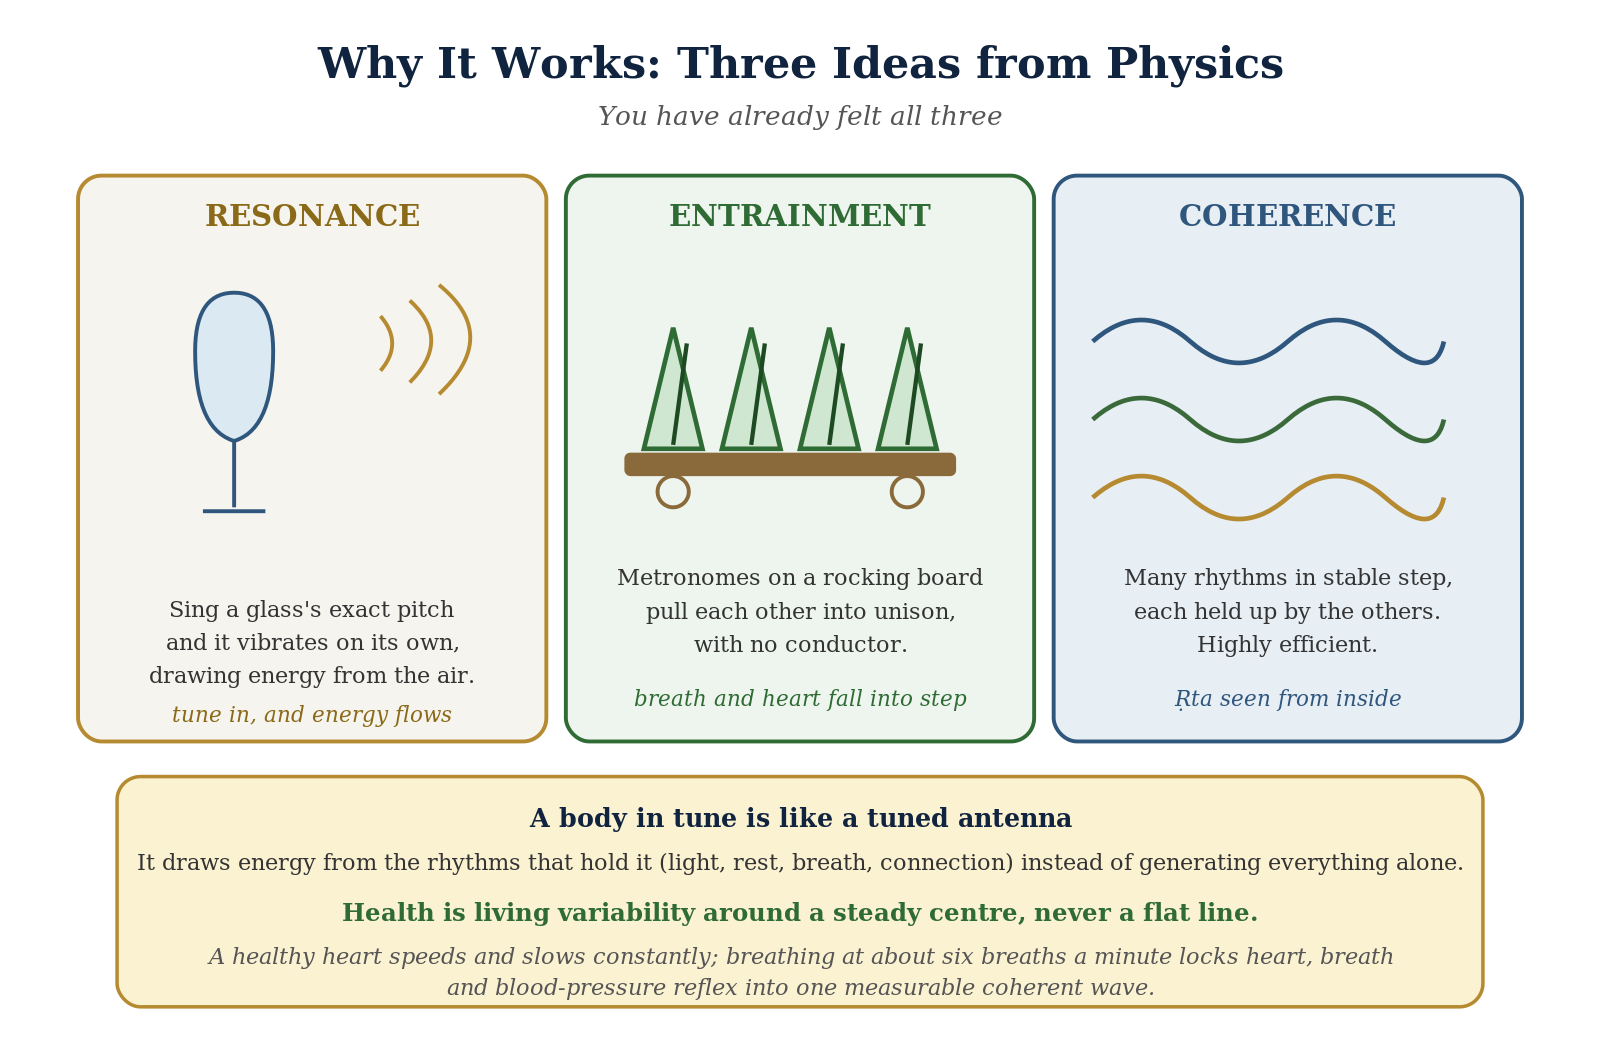 Why It Works: Three Ideas from Physics
You have already felt all three
RESONANCE
Sing a glass's exact pitch
and it vibrates on its own,
drawing energy from the air.
tune in, and energy flows
ENTRAINMENT
Metronomes on a rocking board
pull each other into unison,
with no conductor.
breath and heart fall into step
COHERENCE
Many rhythms in stable step,
each held up by the others.
Highly efficient.
Ṛta seen from inside
A body in tune is like a tuned antenna
It draws energy from the rhythms that hold it (light, rest, breath, connection) instead of generating everything alone.
Health is living variability around a steady centre, never a flat line.
A healthy heart speeds and slows constantly; breathing at about six breaths a minute locks heart, breath
and blood-pressure reflex into one measurable coherent wave.